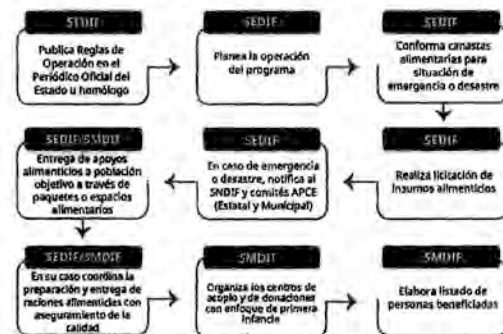 SEDIF
Publica Reglas de
Operación en el
Periódico Oficial del
Estado u homólogo
SEDIF
Planea la operación
del programa
SEDIF
Conforma canastas
alimentarias para
situación de
emergencia o desastre
SEDIF/SMDIF
Entrega de apoyos
alimenticios a población
objetivo a través de
paquetes o espacios
alimentarios
SEDIF
En caso de emergencia
o desastre, notifica al
SNDIF y comités APCE
(Estatal y Municipal)
SEDIF
Realiza licitación de
insumos alimenticios
SEDIF/SMDIF
En su caso coordina la
preparación y entrega de
raciones alimenticias con
aseguramiento de la
calidad
SMDIF
Organiza los centros de
acopio y de donaciones
con enfoque de primera
infancia
SMDIF
Elabora listado de
personas beneficiadas